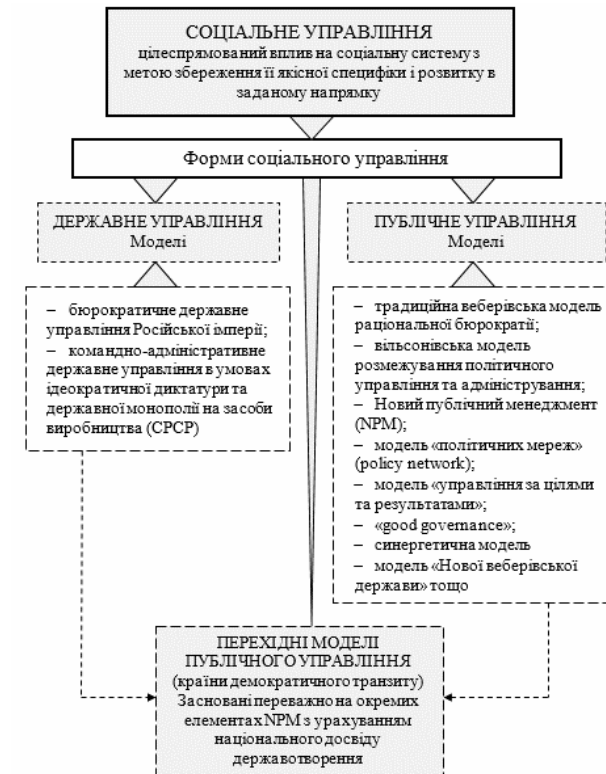 СОЦІАЛЬНЕ УПРАВЛІННЯ
цілеспрямований вплив на соціальну систему з
метою збереження її якісної специфіки і розвитку в
заданому напрямку
Форми соціального управління
ДЕРЖАВНЕ УПРАВЛІННЯ
Моделі
ПУБЛІЧНЕ УПРАВЛІННЯ
Моделі
– бюрократичне державне
управління Російської імперії;
– командно-адміністративне
державне управління в умовах
ідеократичної диктатури та
державної монополії на засоби
виробництва (СРСР)
– традиційна веберівська модель
раціональної бюрократії;
– вільсонівська модель
розмежування політичного
управління та адміністрування;
– Новий публічний менеджмент
(NPM);
– модель «політичних мереж»
(policy network);
– модель «управління за цілями
та результатами»;
– «good governance»;
– синергетична модель
– модель «Нової веберівської
держави» тощо
ПЕРЕХІДНІ МОДЕЛІ
ПУБЛІЧНОГО УПРАВЛІННЯ
(країни демократичного транзиту)
Засновані переважно на окремих
елементах NPM з урахуванням
національного досвіду
державотворення